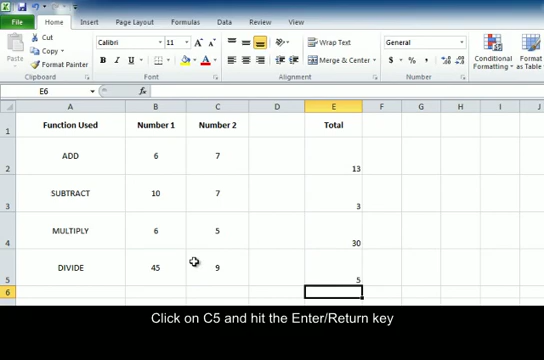 File Home Insert Page Layout Formulas Data Review View
Cut
Copy
Format Painter
Paste
Clipboard
Calibri 11
B I U
Font
Wrap Text
Merge & Center
Alignment
General
$ % ,
Number
Conditional
Formatting
Format
as Table
E6 fx
A B C D E F G H I J
1 Function Used Number 1 Number 2 Total
2 ADD 6 7 13
3 SUBTRACT 10 7 3
4 MULTIPLY 6 5 30
5 DIVIDE 45 9 5
6
Click on C5 and hit the Enter/Return key